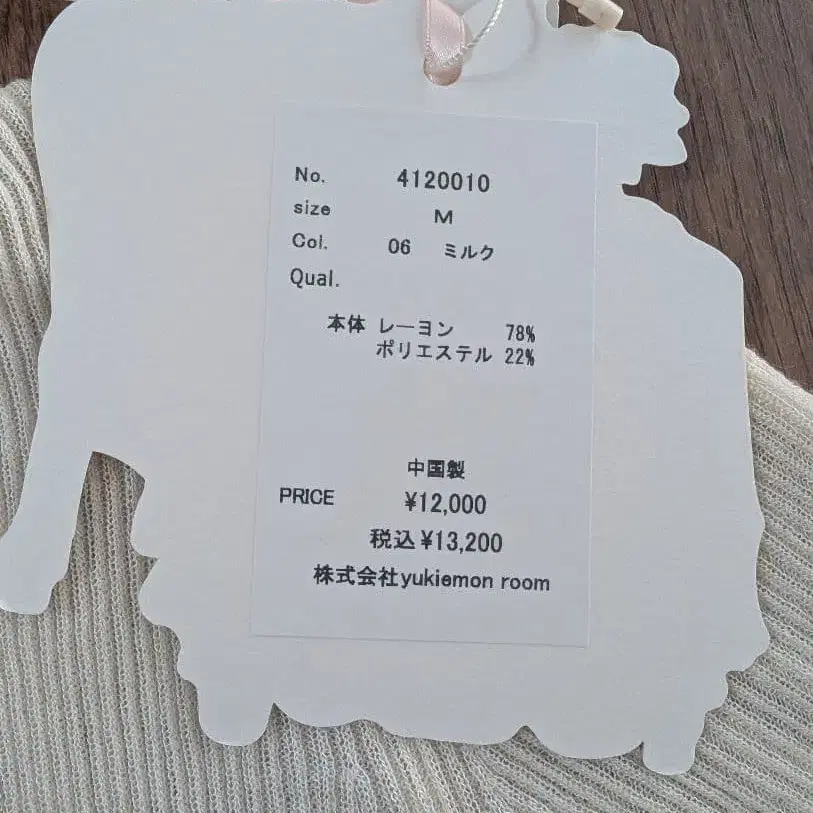 No. 4120010
size M
Col. 06 ミルク
Qual.
本体 レーヨン 78%
ポリエステル 22%
中国製
PRICE ¥12,000
税込¥13,200
株式会社yukiemon room